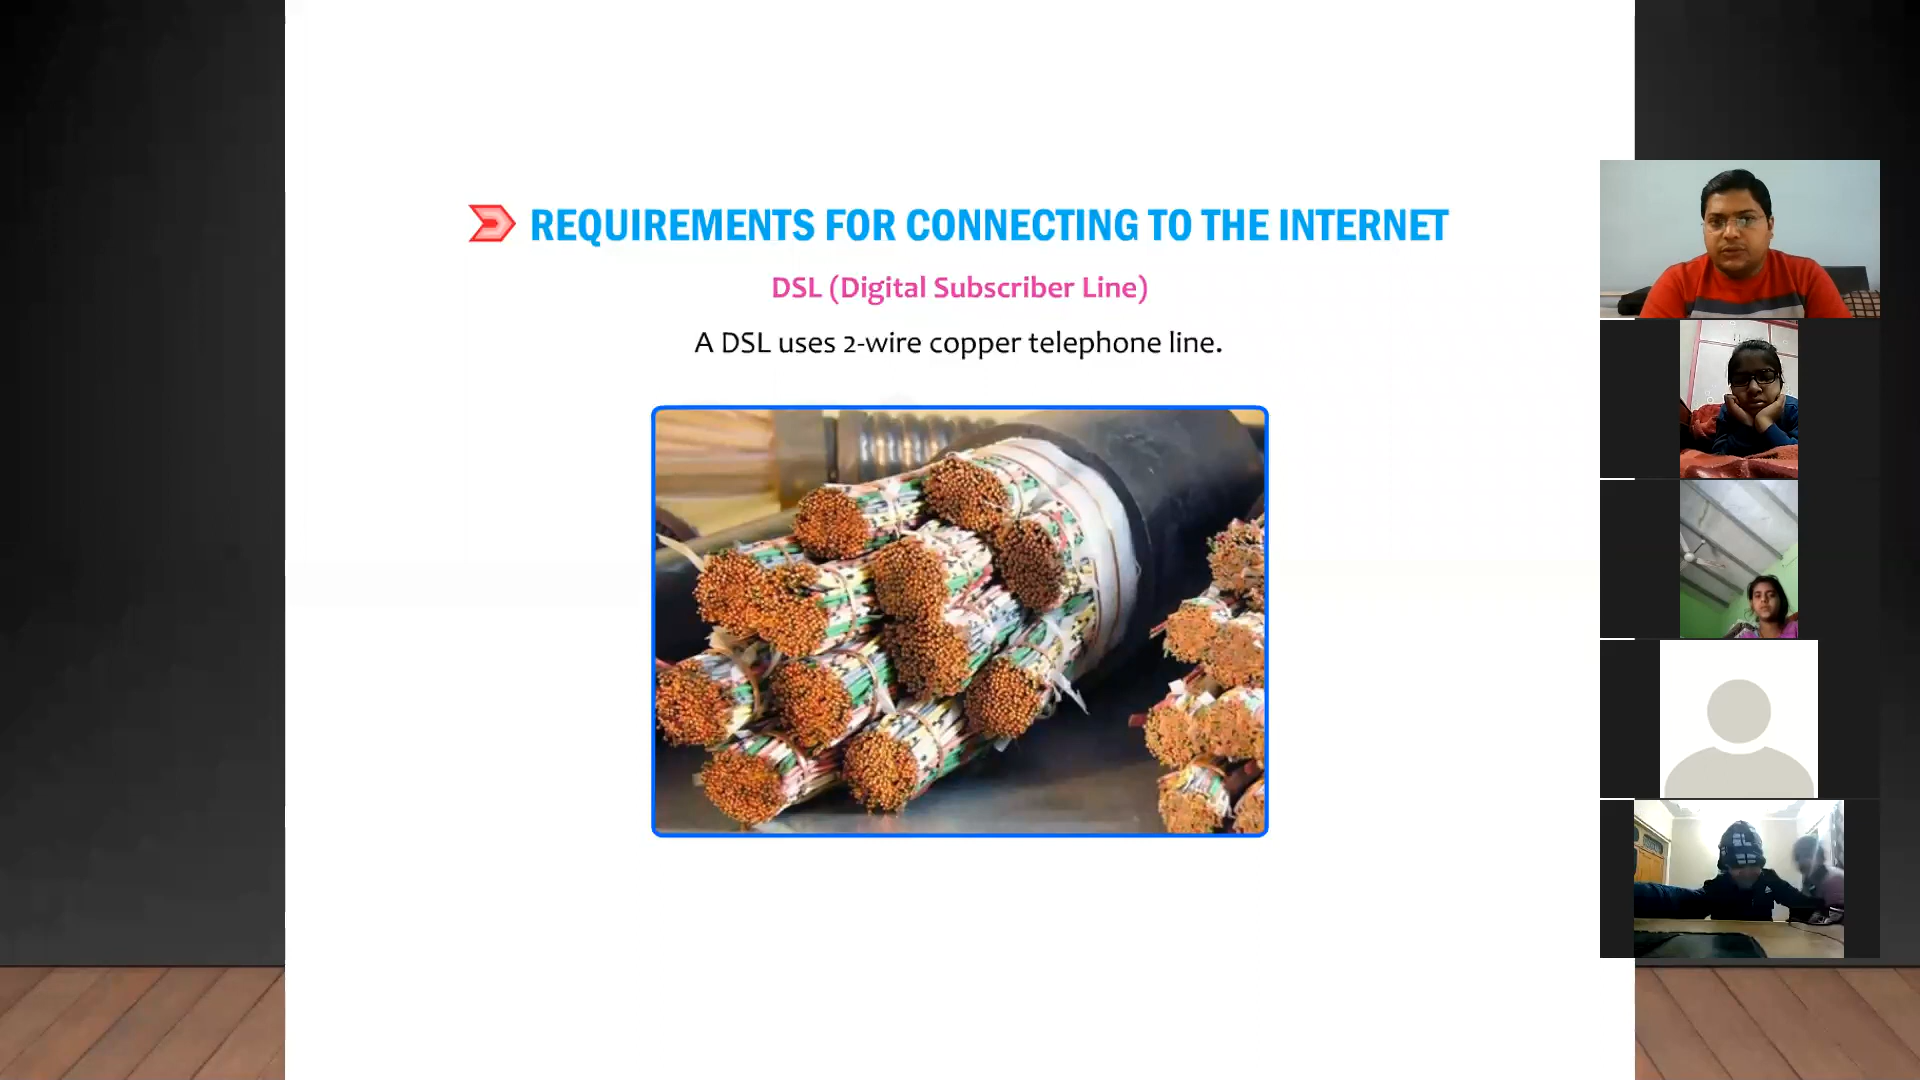 REQUIREMENTS FOR CONNECTING TO THE INTERNET
DSL (Digital Subscriber Line)
A DSL uses 2-wire copper telephone line.